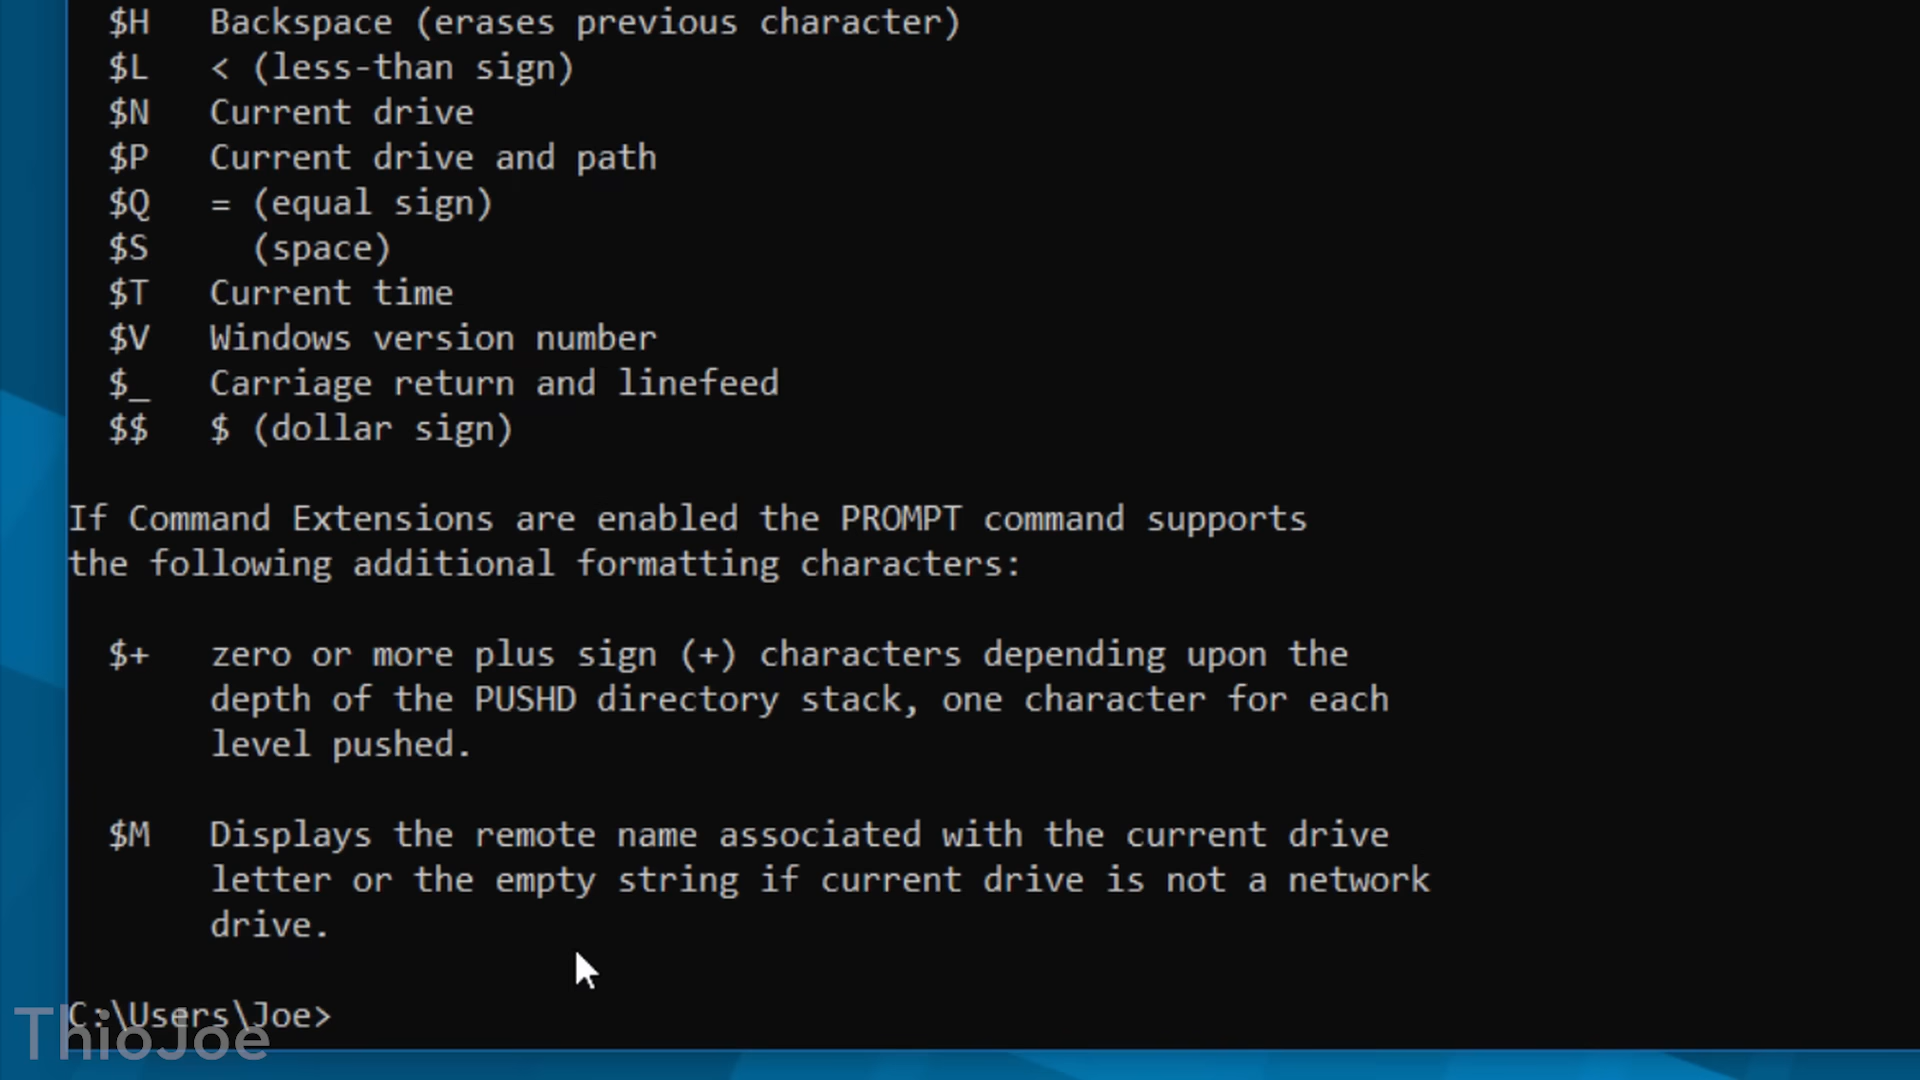 $H   Backspace (erases previous character)
$L   < (less-than sign)
$N   Current drive
$P   Current drive and path
$Q   = (equal sign)
$S     (space)
$T   Current time
$V   Windows version number
$_   Carriage return and linefeed
$$   $ (dollar sign)
If Command Extensions are enabled the PROMPT command supports
the following additional formatting characters:
$+   zero or more plus sign (+) characters depending upon the
depth of the PUSHD directory stack, one character for each
level pushed.
$M   Displays the remote name associated with the current drive
letter or the empty string if current drive is not a network
drive.
C:\Users\Joe>
ThioJoe